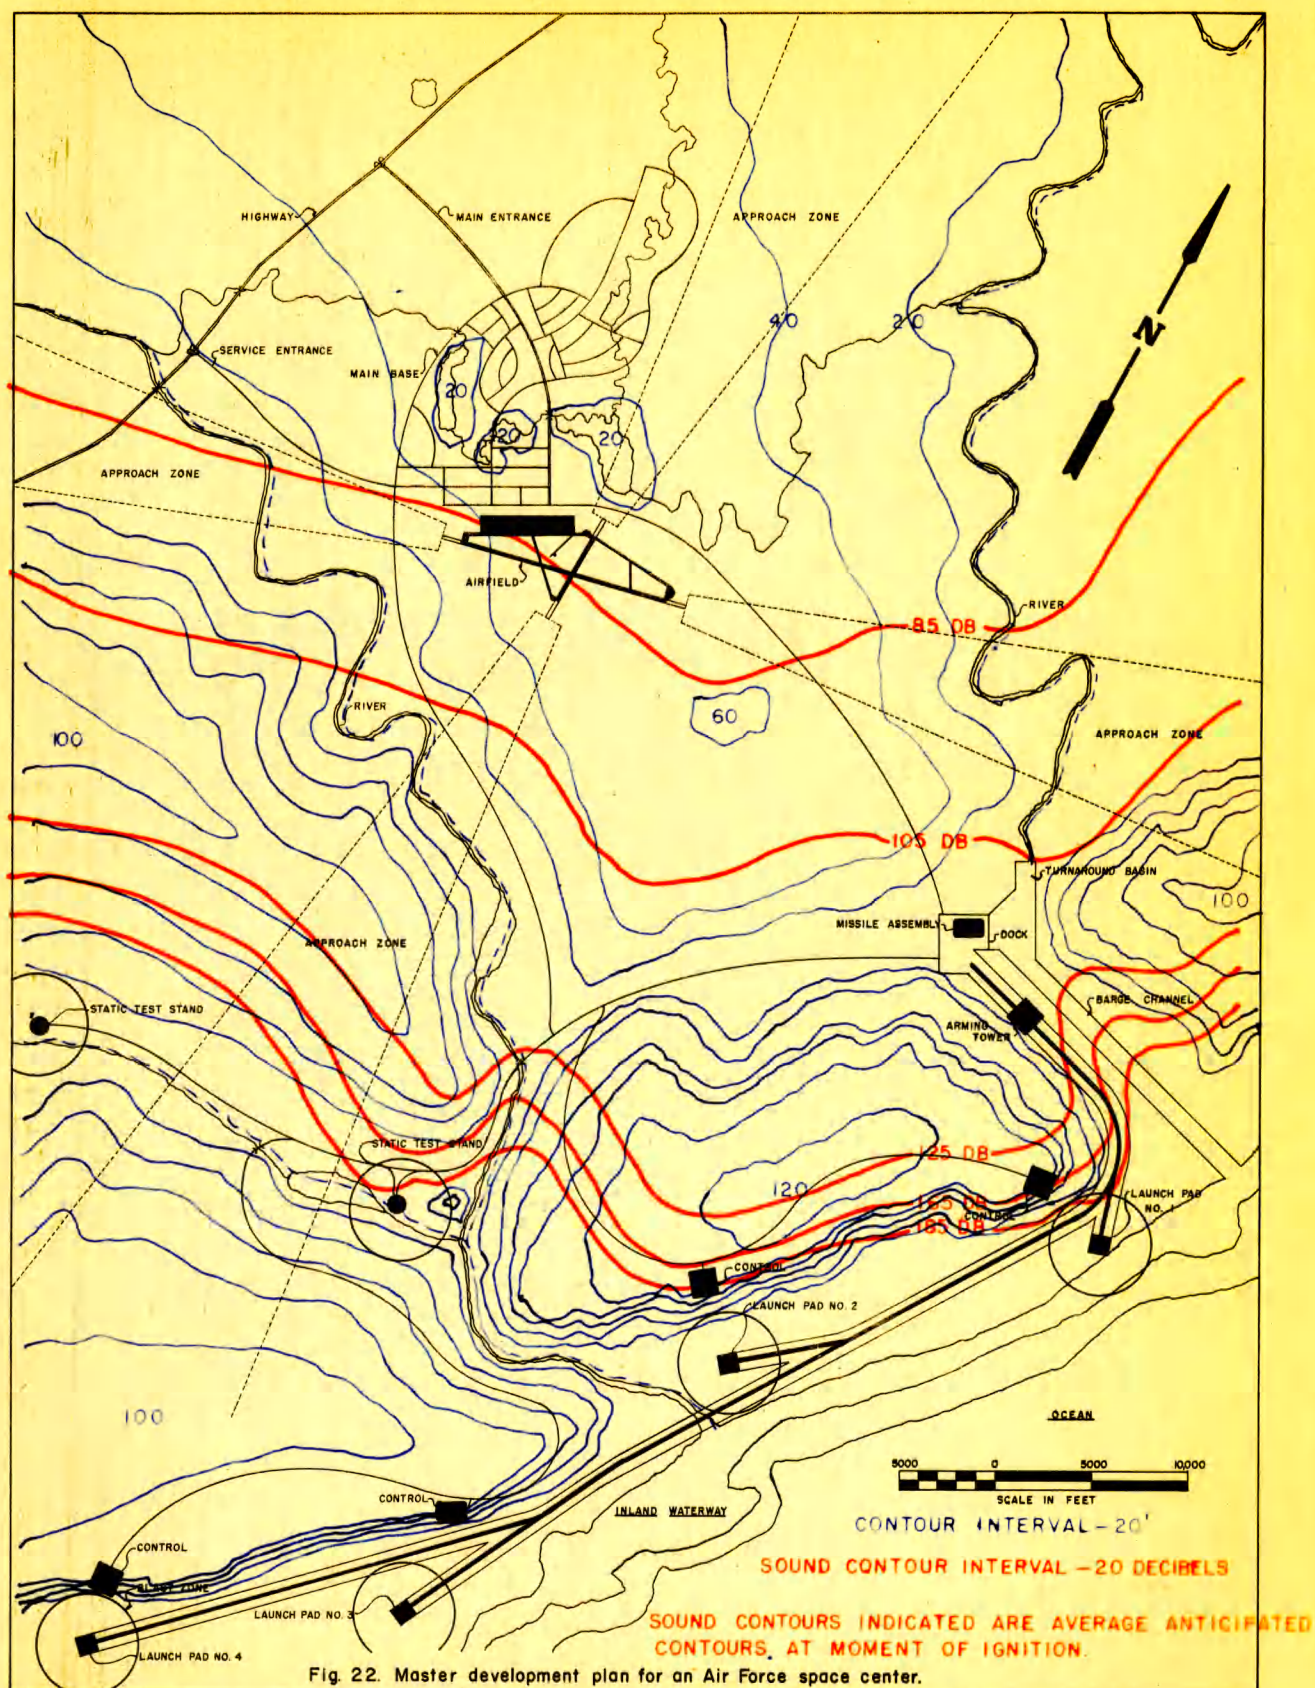 HIGHWAY
MAIN ENTRANCE
APPROACH ZONE
N
40
20
SERVICE ENTRANCE
MAIN BASE
20
20
20
APPROACH ZONE
AIRFIELD
RIVER
85 DB
RIVER
60
100
APPROACH ZONE
105 DB
TURNAROUND BASIN
100
MISSILE ASSEMBLY
DOCK
APPROACH ZONE
STATIC TEST STAND
BARGE CHANNEL
ARMING
TOWER
STATIC TEST STAND
125 DB
120
165 DB
CONTROL
185 DB
LAUNCH PAD
NO. 1
CONTROL
LAUNCH PAD NO. 2
100
OCEAN
5000 0 5000 10,000
SCALE IN FEET
CONTROL
INLAND WATERWAY
CONTOUR INTERVAL-20'
CONTROL
SOUND CONTOUR INTERVAL -20 DECIBELS
BLAST ZONE
LAUNCH PAD NO. 3
SOUND CONTOURS INDICATED ARE AVERAGE ANTICIPATED
CONTOURS, AT MOMENT OF IGNITION.
LAUNCH PAD NO. 4
Fig. 22. Master development plan for an Air Force space center.